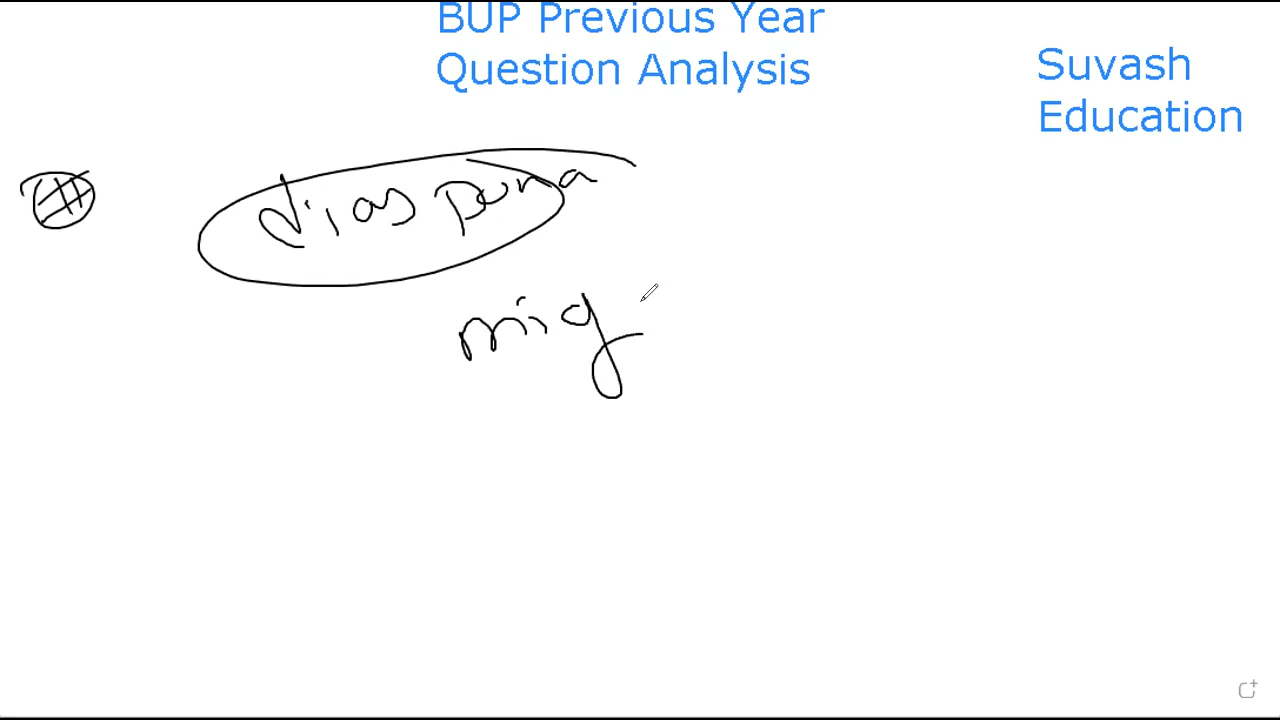 BUP Previous Year
Question Analysis
Suvash
Education
diaspora
mig